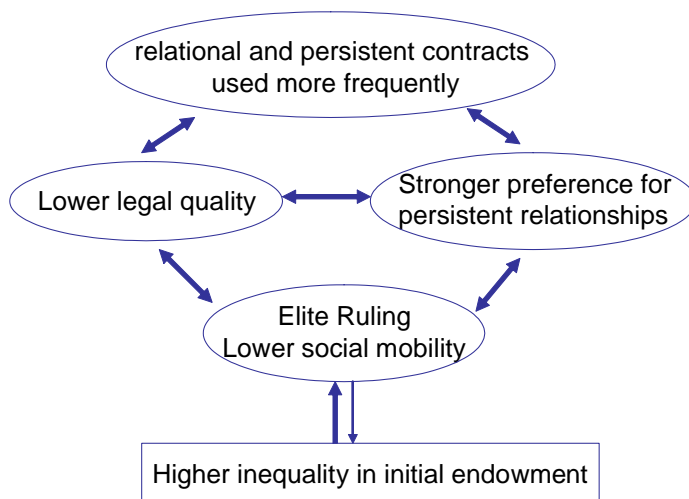 relational and persistent contracts
used more frequently
Lower legal quality
Stronger preference for
persistent relationships
Elite Ruling
Lower social mobility
Higher inequality in initial endowment